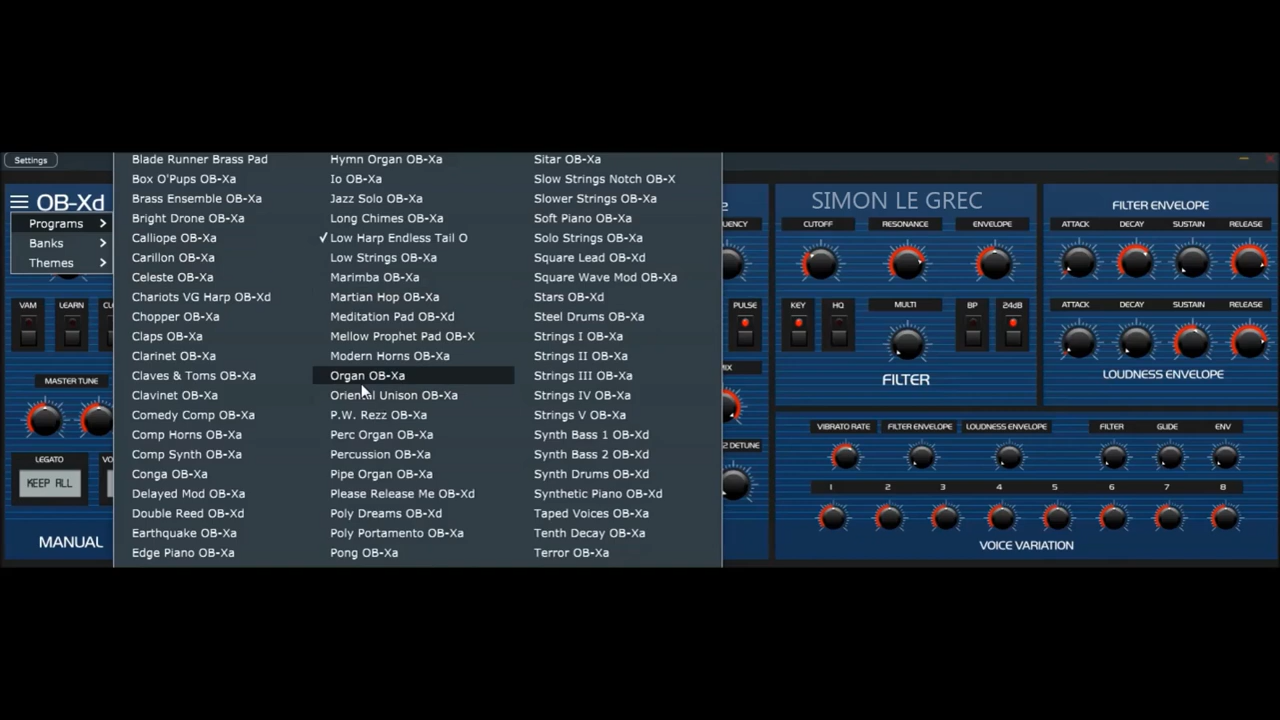 Settings
OB-Xd
Programs
Banks
Themes
VAM
LEARN
MASTER TUNE
LEGATO
KEEP ALL
MANUAL
Blade Runner Brass Pad
Box O'Pups OB-Xa
Brass Ensemble OB-Xa
Bright Drone OB-Xa
Calliope OB-Xa
Carillon OB-Xa
Celeste OB-Xa
Chariots VG Harp OB-Xd
Chopper OB-Xa
Claps OB-Xa
Clarinet OB-Xa
Claves & Toms OB-Xa
Clavinet OB-Xa
Comedy Comp OB-Xa
Comp Horns OB-Xa
Comp Synth OB-Xa
Conga OB-Xa
Delayed Mod OB-Xa
Double Reed OB-Xd
Earthquake OB-Xa
Edge Piano OB-Xa
Hymn Organ OB-Xa
Io OB-Xa
Jazz Solo OB-Xa
Long Chimes OB-Xa
✓ Low Harp Endless Tail O
Low Strings OB-Xa
Marimba OB-Xa
Martian Hop OB-Xa
Meditation Pad OB-Xd
Mellow Prophet Pad OB-X
Modern Horns OB-Xa
Organ OB-Xa
Oriental Unison OB-Xa
P.W. Rezz OB-Xa
Perc Organ OB-Xa
Percussion OB-Xa
Pipe Organ OB-Xa
Please Release Me OB-Xd
Poly Dreams OB-Xd
Poly Portamento OB-Xa
Pong OB-Xa
Sitar OB-Xa
Slow Strings Notch OB-X
Slower Strings OB-Xa
Soft Piano OB-Xa
Solo Strings OB-Xa
Square Lead OB-Xd
Square Wave Mod OB-Xa
Stars OB-Xd
Steel Drums OB-Xa
Strings I OB-Xa
Strings II OB-Xa
Strings III OB-Xa
Strings IV OB-Xa
Strings V OB-Xa
Synth Bass 1 OB-Xd
Synth Bass 2 OB-Xd
Synth Drums OB-Xa
Synthetic Piano OB-Xa
Taped Voices OB-Xa
Tenth Decay OB-Xa
Terror OB-Xa
PULSE
2 DETUNE
SIMON LE GREC
CUTOFF RESONANCE ENVELOPE
KEY HQ MULTI BP 24dB
FILTER
FILTER ENVELOPE
ATTACK DECAY SUSTAIN RELEASE
ATTACK DECAY SUSTAIN RELEASE
LOUDNESS ENVELOPE
VIBRATO RATE FILTER ENVELOPE LOUDNESS ENVELOPE FILTER GLIDE ENV
1 2 3 4 5 6 7 8
VOICE VARIATION